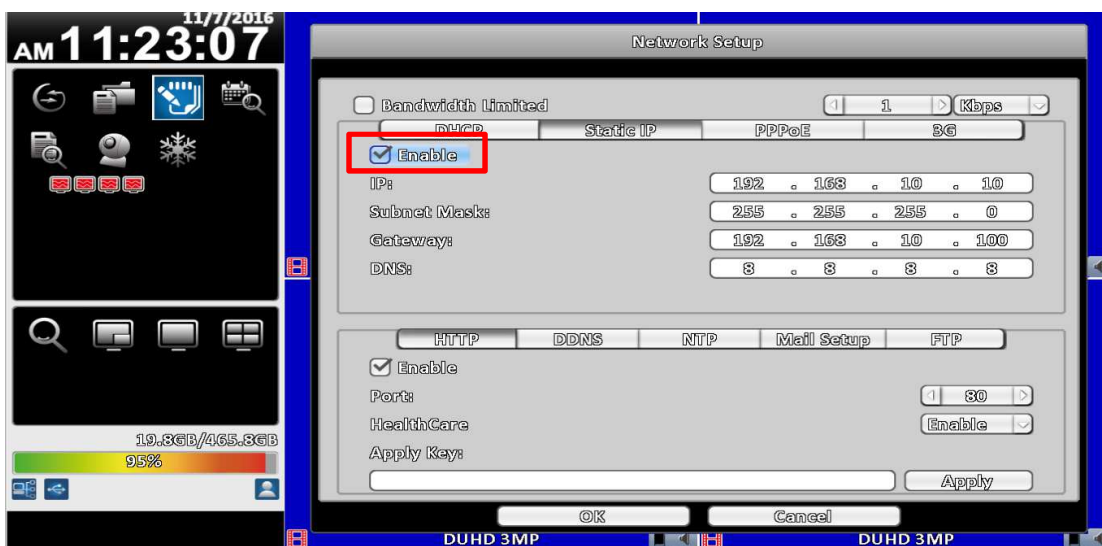 11/7/2016
AM 11:23:07
Network Setup
Bandwidth Limited 1 Kbps
DHCP Static IP PPPoE 3G
Enable
IP: 192 . 168 . 10 . 10
Subnet Mask: 255 . 255 . 255 . 0
Gateway: 192 . 168 . 10 . 100
DNS: 8 . 8 . 8 . 8
HTTP DDNS NTP Mail Setup FTP
Enable
Port: 80
HealthCare Enable
Apply Key:
Apply
OK Cancel
19.8GB/465.8GB
95%
DUHD 3MP DUHD 3MP